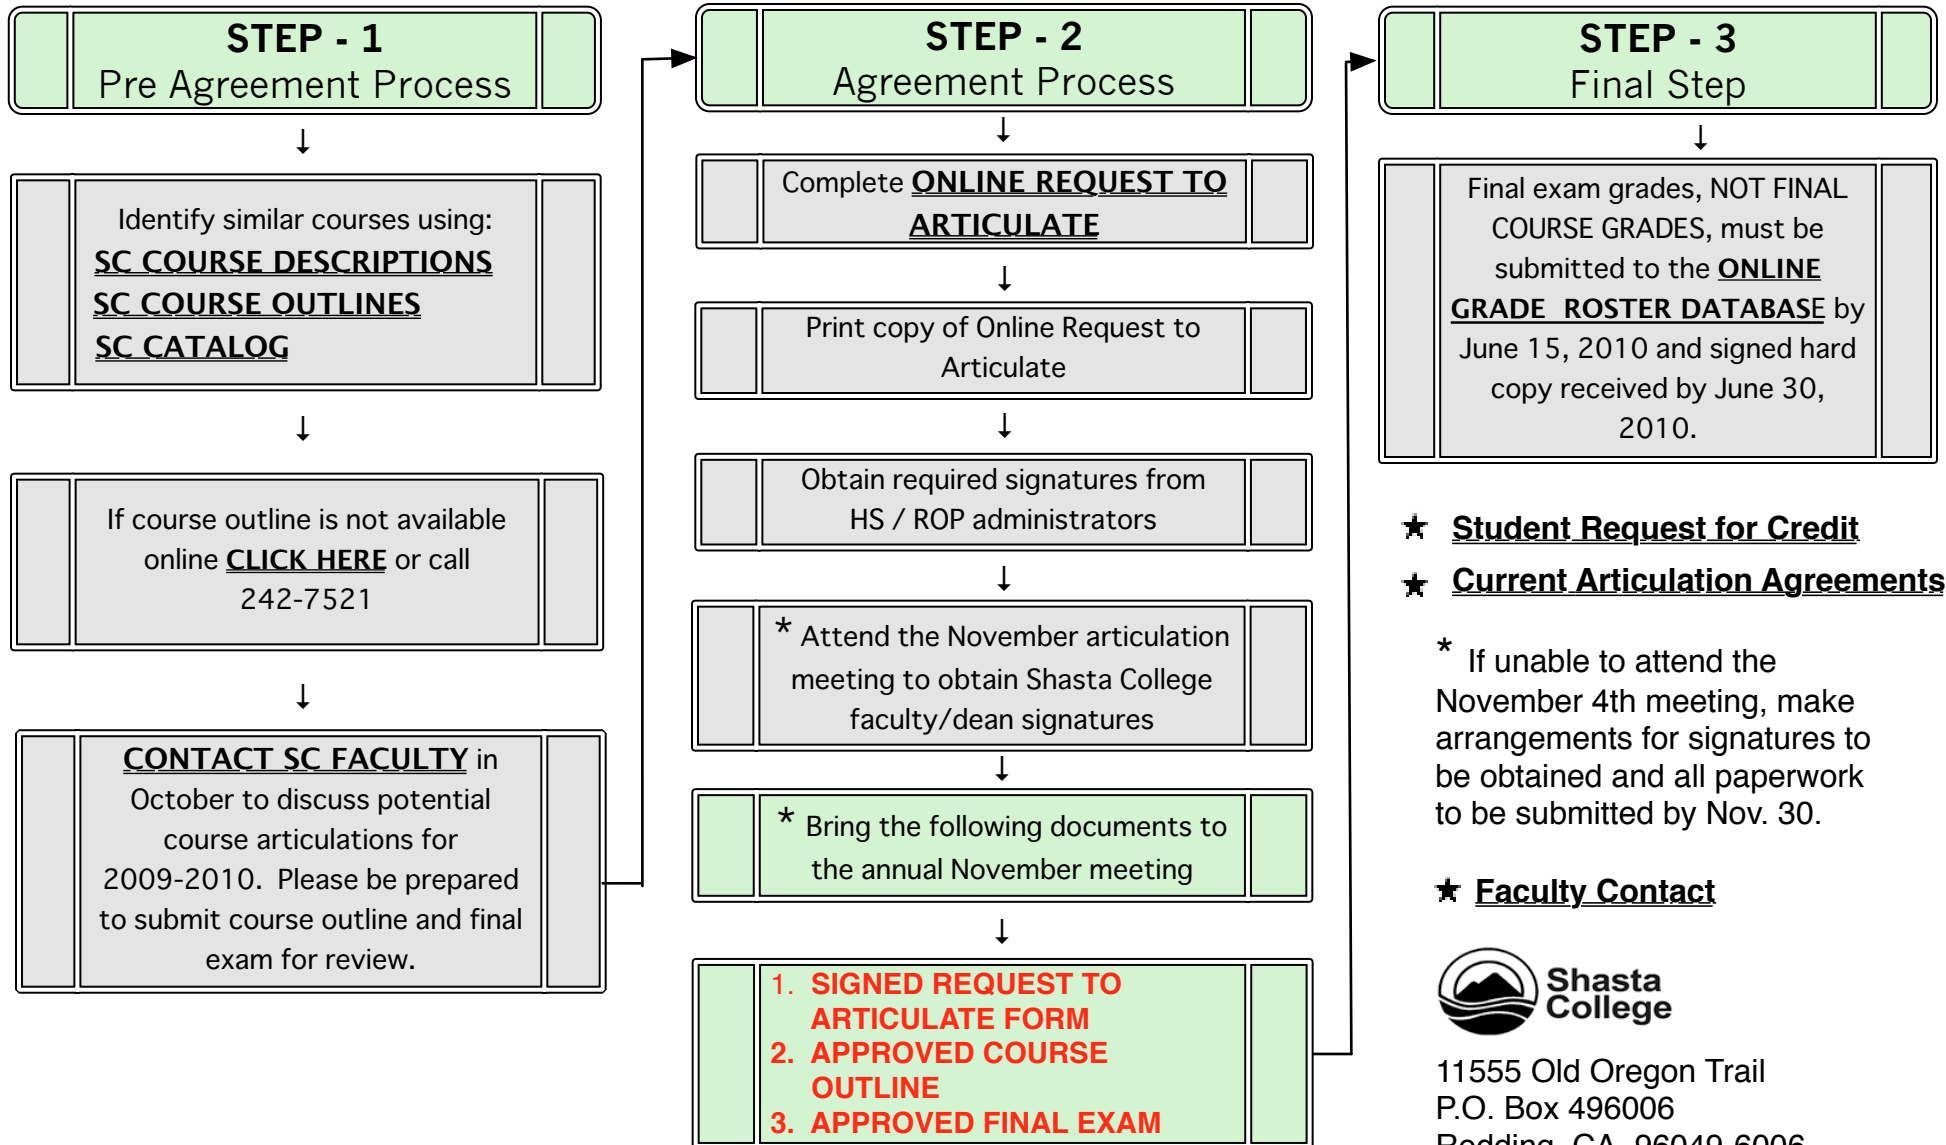 STEP - 1
Pre Agreement Process
↓
Identify similar courses using:
SC COURSE DESCRIPTIONS
SC COURSE OUTLINES
SC CATALOG
↓
If course outline is not available
online CLICK HERE or call
242-7521
↓
CONTACT SC FACULTY in
October to discuss potential
course articulations for
2009-2010.  Please be prepared
to submit course outline and final
exam for review.
STEP - 2
Agreement Process
↓
Complete ONLINE REQUEST TO
ARTICULATE
↓
Print copy of Online Request to
Articulate
↓
Obtain required signatures from
HS / ROP administrators
↓
* Attend the November articulation
meeting to obtain Shasta College
faculty/dean signatures
↓
* Bring the following documents to
the annual November meeting
↓
1. SIGNED REQUEST TO
ARTICULATE FORM
2. APPROVED COURSE
OUTLINE
3. APPROVED FINAL EXAM
STEP - 3
Final Step
↓
Final exam grades, NOT FINAL
COURSE GRADES, must be
submitted to the ONLINE
GRADE  ROSTER DATABASE by
June 15, 2010 and signed hard
copy received by June 30,
2010.
★ Student Request for Credit
★ Current Articulation Agreements
* If unable to attend the
November 4th meeting, make
arrangements for signatures to
be obtained and all paperwork
to be submitted by Nov. 30.
★ Faculty Contact
Shasta
College
11555 Old Oregon Trail
P.O. Box 496006
Redding, CA  96049-6006